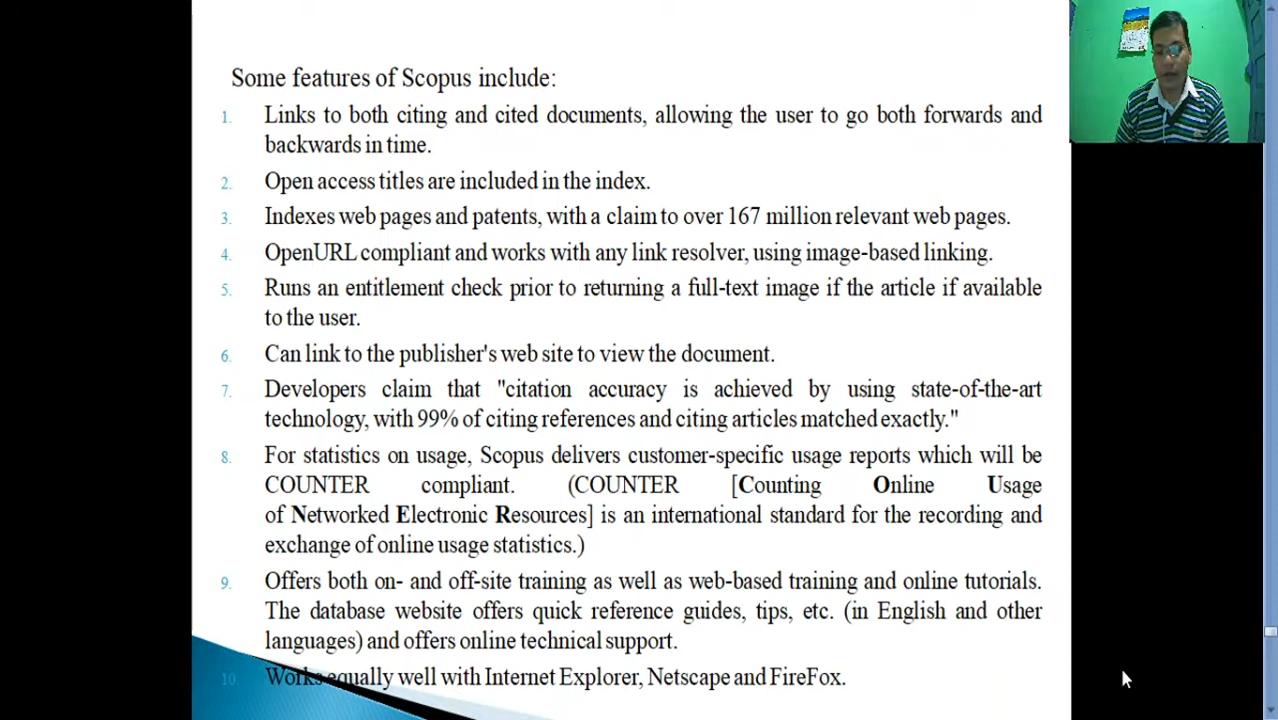 Some features of Scopus include:
1. Links to both citing and cited documents, allowing the user to go both forwards and
backwards in time.
2. Open access titles are included in the index.
3. Indexes web pages and patents, with a claim to over 167 million relevant web pages.
4. OpenURL compliant and works with any link resolver, using image-based linking.
5. Runs an entitlement check prior to returning a full-text image if the article if available
to the user.
6. Can link to the publisher's web site to view the document.
7. Developers claim that "citation accuracy is achieved by using state-of-the-art
technology, with 99% of citing references and citing articles matched exactly."
8. For statistics on usage, Scopus delivers customer-specific usage reports which will be
COUNTER compliant. (COUNTER [Counting Online Usage
of Networked Electronic Resources] is an international standard for the recording and
exchange of online usage statistics.)
9. Offers both on- and off-site training as well as web-based training and online tutorials.
The database website offers quick reference guides, tips, etc. (in English and other
languages) and offers online technical support.
10. Works equally well with Internet Explorer, Netscape and FireFox.